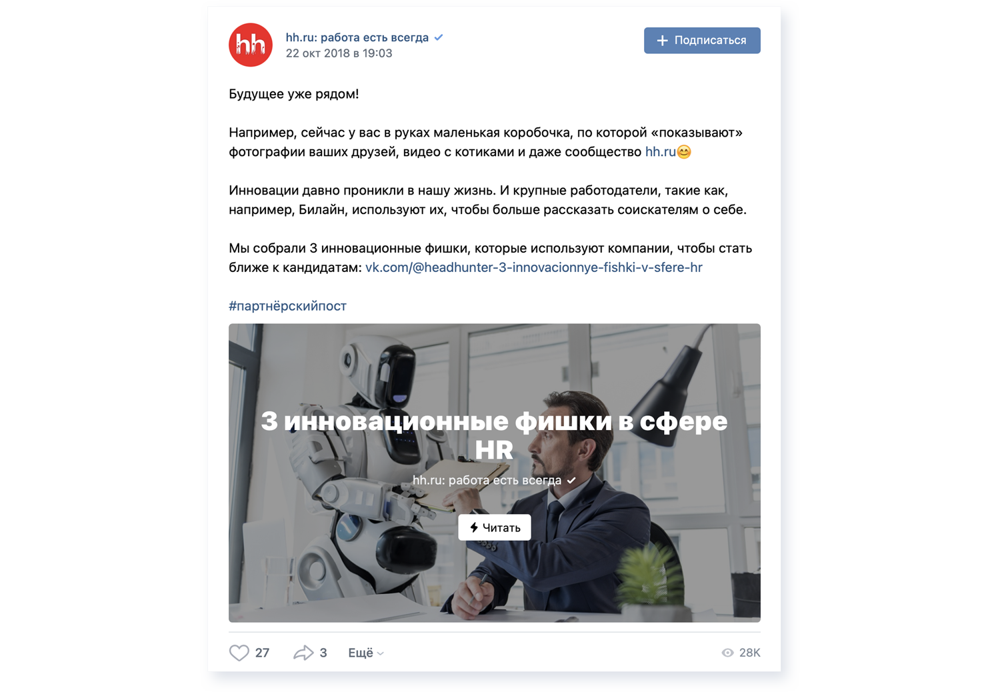 hh
hh.ru: работа есть всегда
22 окт 2018 в 19:03
+ Подписаться
Будущее уже рядом!
Например, сейчас у вас в руках маленькая коробочка, по которой «показывают»
фотографии ваших друзей, видео с котиками и даже сообщество hh.ru😊
Инновации давно проникли в нашу жизнь. И крупные работодатели, такие как,
например, Билайн, используют их, чтобы больше рассказать соискателям о себе.
Мы собрали 3 инновационные фишки, которые используют компании, чтобы стать
ближе к кандидатам: vk.com/@headhunter-3-innovacionnye-fishki-v-sfere-hr
#партнёрскийпост
3 инновационные фишки в сфере
HR
hh.ru: работа есть всегда
Читать
27
3
Ещё
28K